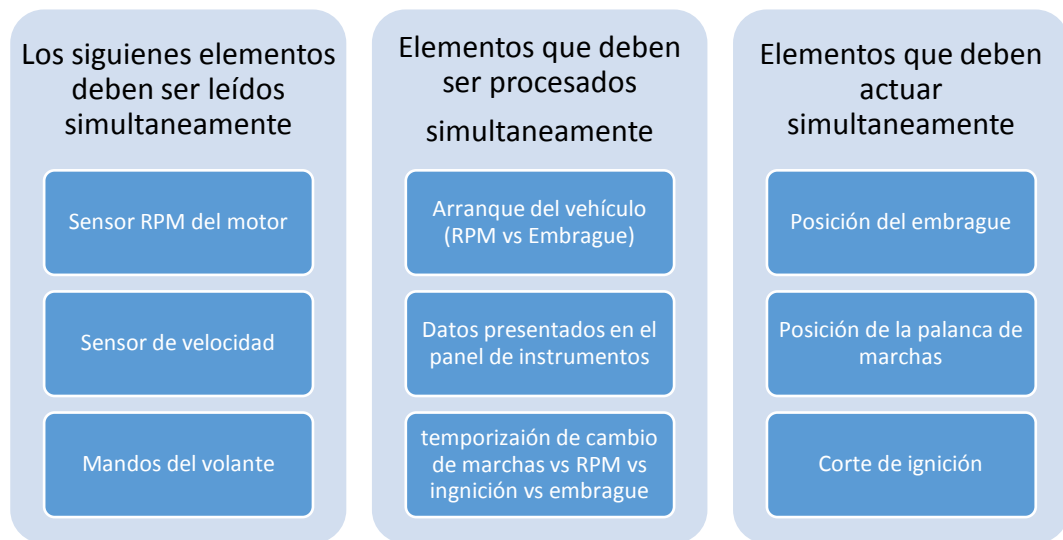 Los siguienes elementos
deben ser leídos
simultaneamente
Sensor RPM del motor
Sensor de velocidad
Mandos del volante
Elementos que deben
ser procesados
simultaneamente
Arranque del vehículo
(RPM vs Embrague)
Datos presentados en el
panel de instrumentos
temporizaión de cambio
de marchas vs RPM vs
ingnición vs embrague
Elementos que deben
actuar
simultaneamente
Posición del embrague
Posición de la palanca de
marchas
Corte de ignición